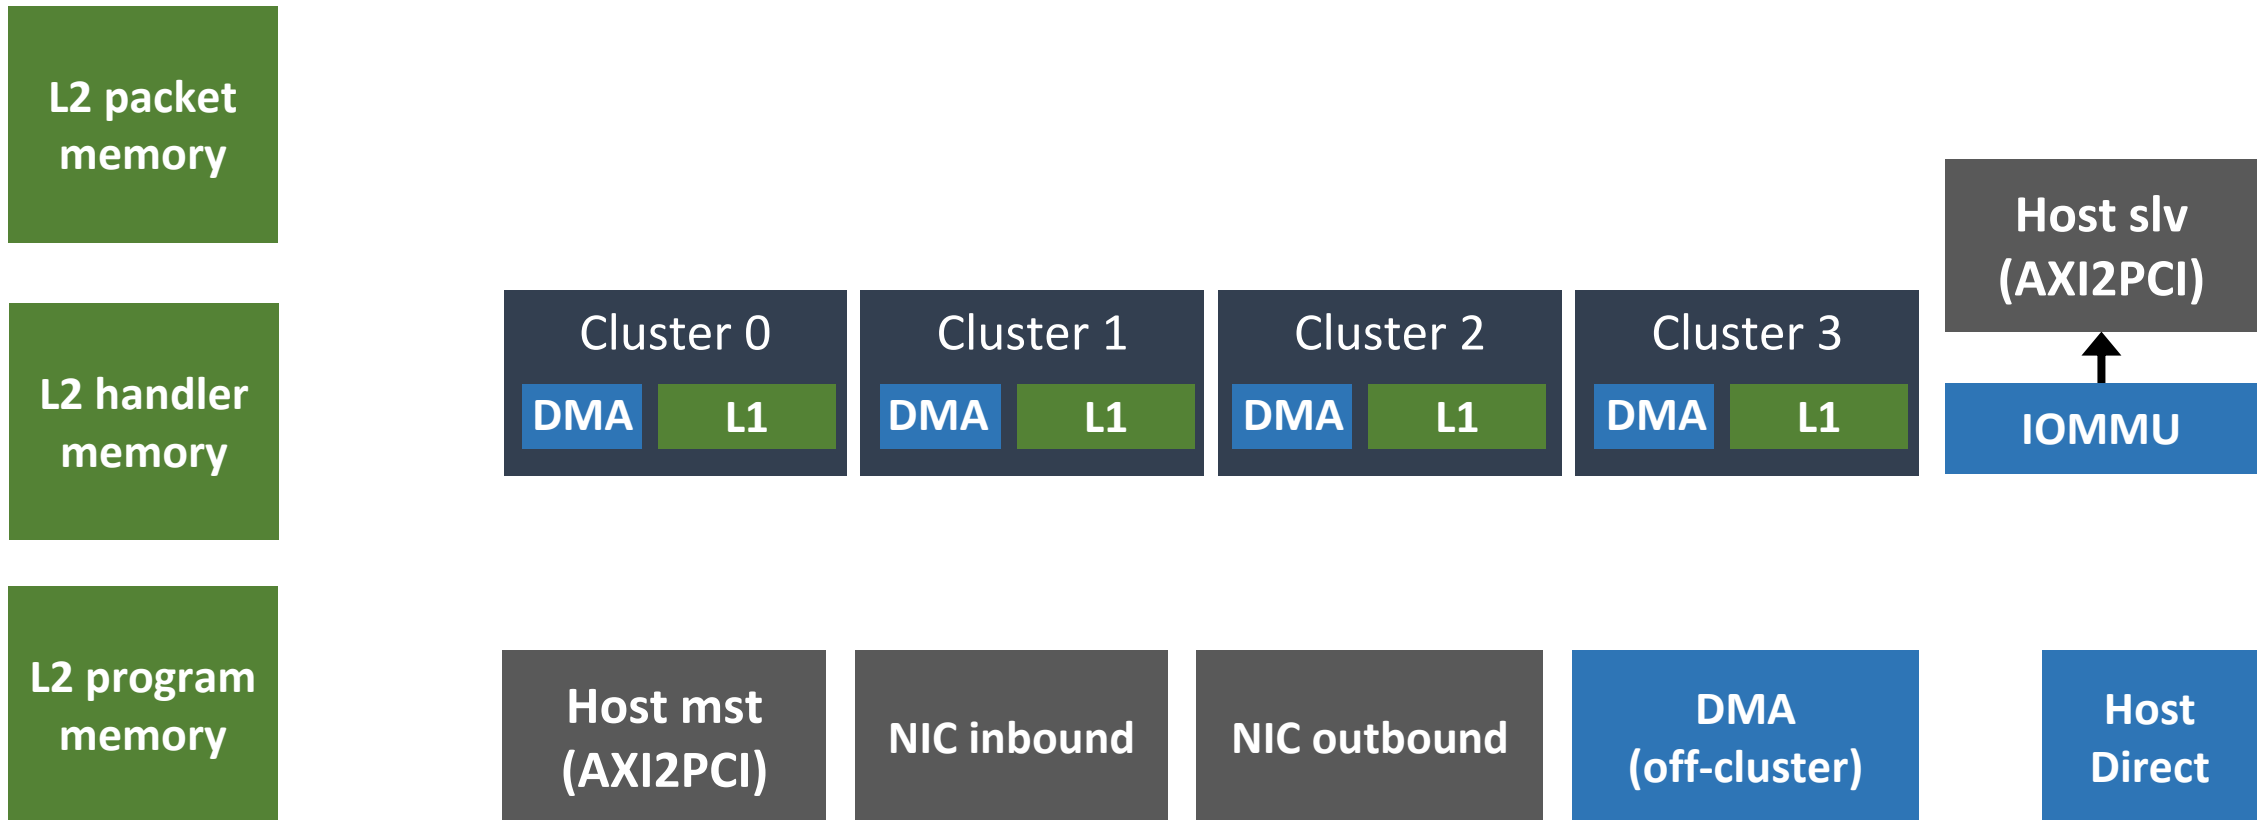 L2 packet
memory
Host slv
(AXI2PCI)
L2 handler
memory
Cluster 0
DMA
L1
Cluster 1
DMA
L1
Cluster 2
DMA
L1
Cluster 3
DMA
L1
IOMMU
L2 program
memory
Host mst
(AXI2PCI)
NIC inbound
NIC outbound
DMA
(off-cluster)
Host
Direct